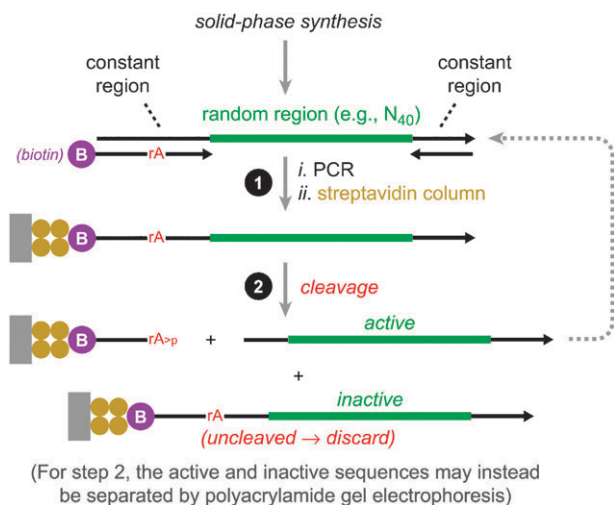 solid-phase synthesis
constant
region
constant
region
random region (e.g., N40)
(biotin) B rA
1 i. PCR
ii. streptavidin column
B rA
2 cleavage
active
B rA>p +
+
inactive
B rA
(uncleaved → discard)
(For step 2, the active and inactive sequences may instead
be separated by polyacrylamide gel electrophoresis)